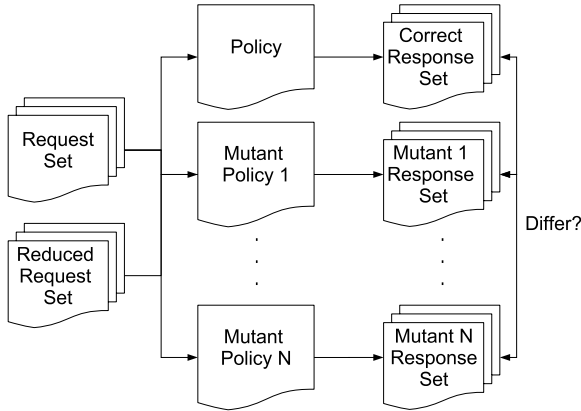 Policy
Correct
Response
Set
Request
Set
Mutant
Policy 1
Mutant 1
Response
Set
Differ?
Reduced
Request
Set
Mutant
Policy N
Mutant N
Response
Set